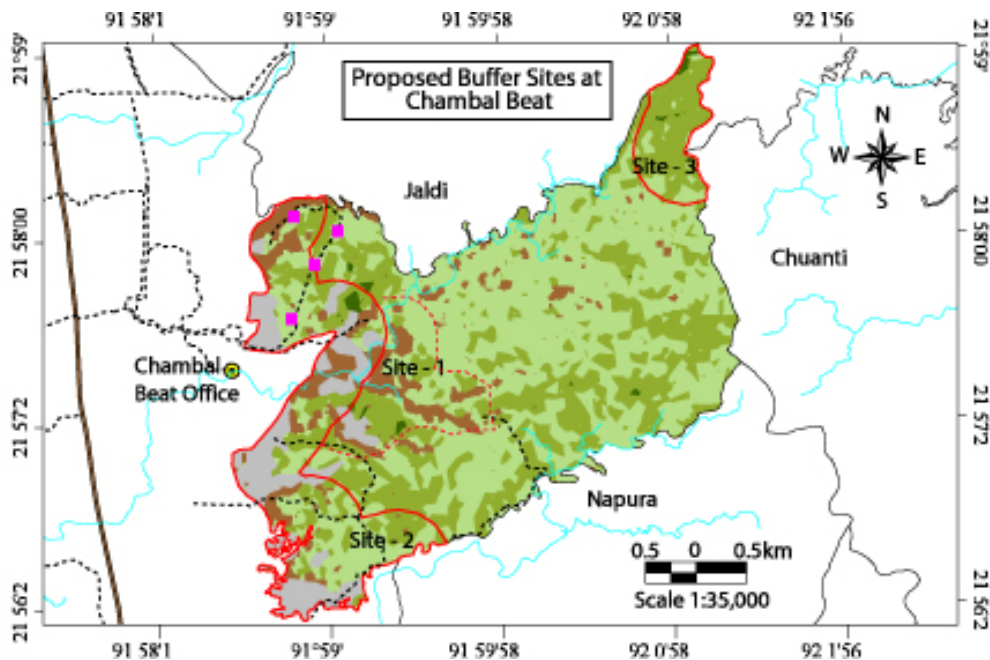 91 58'1 91°59' 91 59'58 92 0'58 92 1'56
21°59' 21°59'
Proposed Buffer Sites at
Chambal Beat
N
W E
S
Site - 3
Jaldi
21 58'00 21 58'00
Chuanti
Chambal
Beat Office
Site - 1
21 57'2 21 57'2
Napura
Site - 2
0.5 0 0.5km
Scale 1:35,000
21 56'2 21 56'2
91 58'1 91°59' 91 59'58 92 0'58 92 1'56